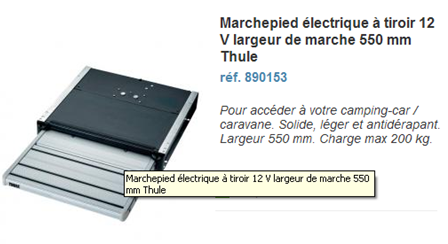 Marchepied électrique à tiroir 12
V largeur de marche 550 mm
Thule
réf. 890153
Pour accéder à votre camping-car /
caravane. Solide, léger et antidérapant.
Largeur 550 mm. Charge max 200 kg.
Marchepied électrique à tiroir 12 V largeur de marche 550
mm Thule